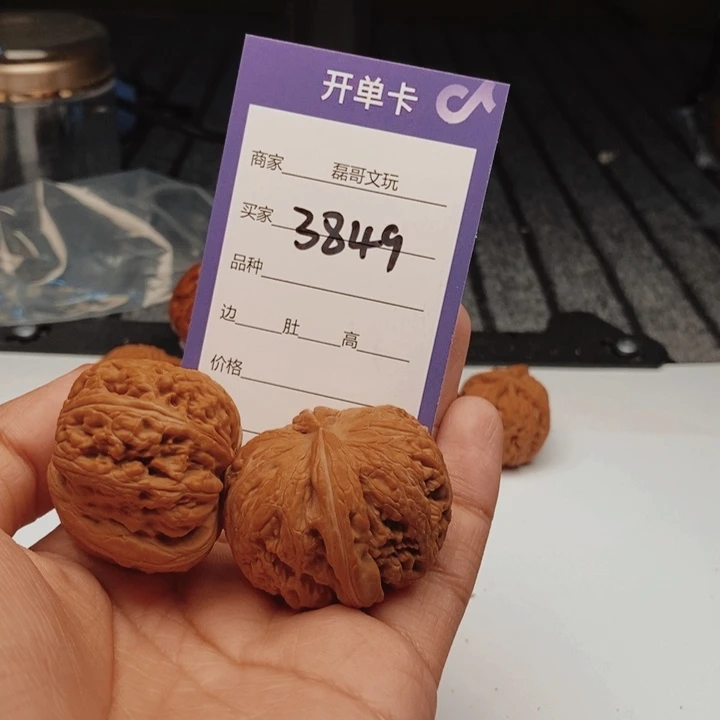 开单卡
商家 磊哥文玩
买家 3849
品种
边 肚 高
价格